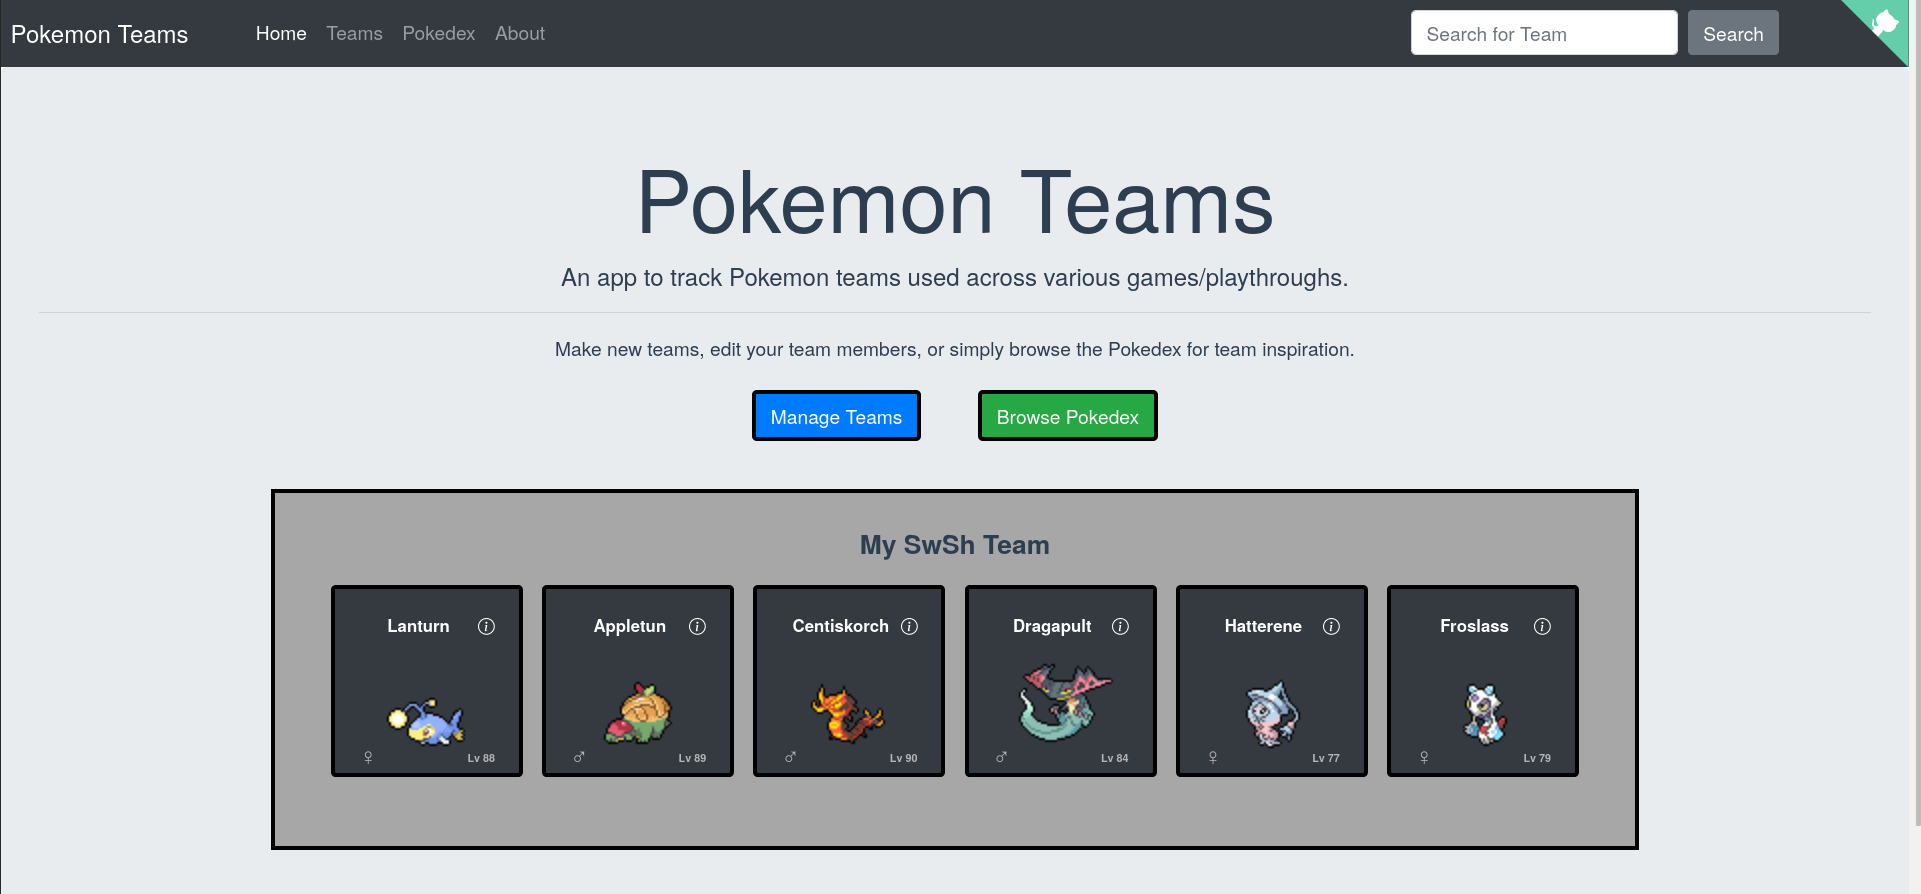 Pokemon Teams Home Teams Pokedex About Search for Team Search
Pokemon Teams
An app to track Pokemon teams used across various games/playthroughs.
Make new teams, edit your team members, or simply browse the Pokedex for team inspiration.
Manage Teams Browse Pokedex
My SwSh Team
Lanturn Appletun Centiskorch Dragapult Hatterene Froslass
♀ Lv 88 ♂ Lv 89 ♂ Lv 90 ♂ Lv 84 ♀ Lv 77 ♀ Lv 79